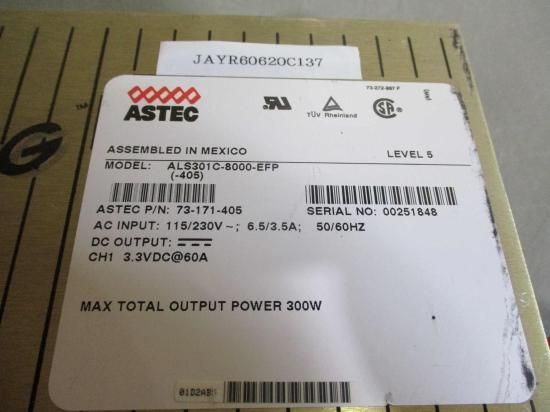 JAYR60620C137
73-272-887 F
ASTEC
TÜV Rheinland
ASSEMBLED IN MEXICO
LEVEL 5
MODEL: ALS301C-8000-EFP
(-405)
ASTEC P/N: 73-171-405
SERIAL NO: 00251848
AC INPUT: 115/230V ~; 6.5/3.5A; 50/60HZ
DC OUTPUT:
CH1 3.3VDC@60A
MAX TOTAL OUTPUT POWER 300W
G
TM